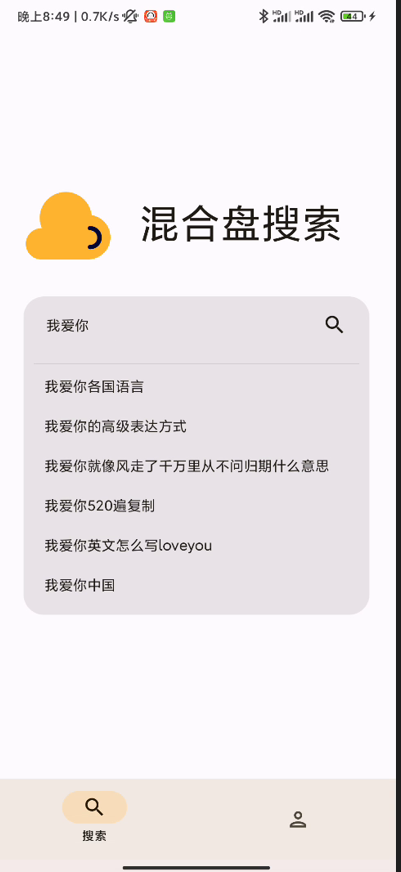 晚上8:49 | 0.7K/s
HD HD 44
混合盘搜索
我爱你
我爱你各国语言
我爱你的高级表达方式
我爱你就像风走了千万里从不问归期什么意思
我爱你520遍复制
我爱你英文怎么写loveyou
我爱你中国
搜索